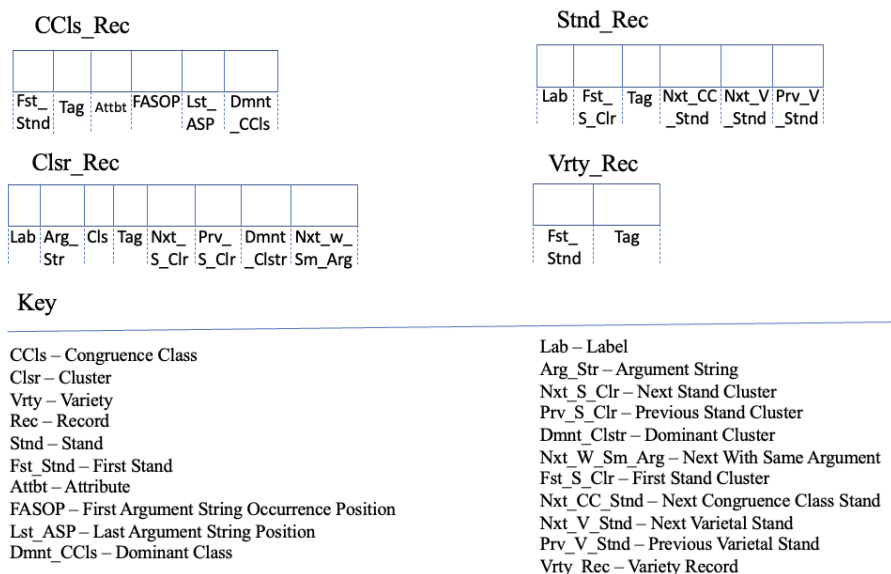 CCls_Rec
Fst_ Tag Attbt FASOP Lst_ Dmnt
Stnd ASP _CCls
Stnd_Rec
Lab Fst_ Tag Nxt_CC Nxt_V Prv_V
S_Clr _Stnd _Stnd _Stnd
Clsr_Rec
Lab Arg_ Cls Tag Nxt_ Prv_ Dmnt Nxt_w_
Str S_Clr S_Clr _Clstr Sm_Arg
Vrty_Rec
Fst_ Tag
Stnd
Key
CCls – Congruence Class
Clsr – Cluster
Vrty – Variety
Rec – Record
Stnd – Stand
Fst_Stnd – First Stand
Attbt – Attribute
FASOP – First Argument String Occurrence Position
Lst_ASP – Last Argument String Position
Dmnt_CCls – Dominant Class
Lab – Label
Arg_Str – Argument String
Nxt_S_Clr – Next Stand Cluster
Prv_S_Clr – Previous Stand Cluster
Dmnt_Clstr – Dominant Cluster
Nxt_W_Sm_Arg – Next With Same Argument
Fst_S_Clr – First Stand Cluster
Nxt_CC_Stnd – Next Congruence Class Stand
Nxt_V_Stnd – Next Varietal Stand
Prv_V_Stnd – Previous Varietal Stand
Vrty_Rec – Variety Record